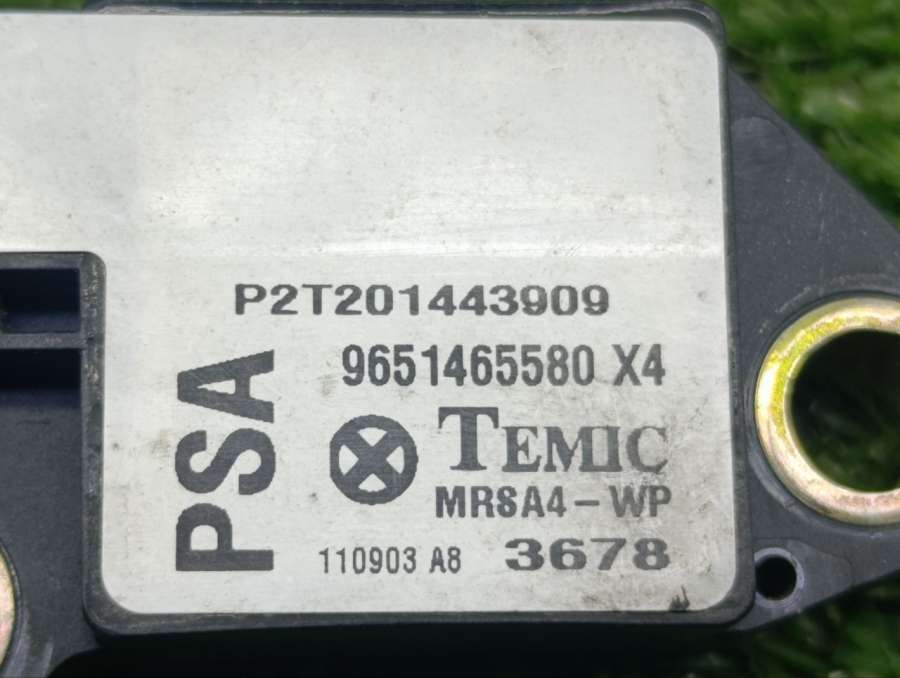 P2T201443909
9651465580 X4
PSA
TEMIC
MRSA4-WP
110903 A8 3678